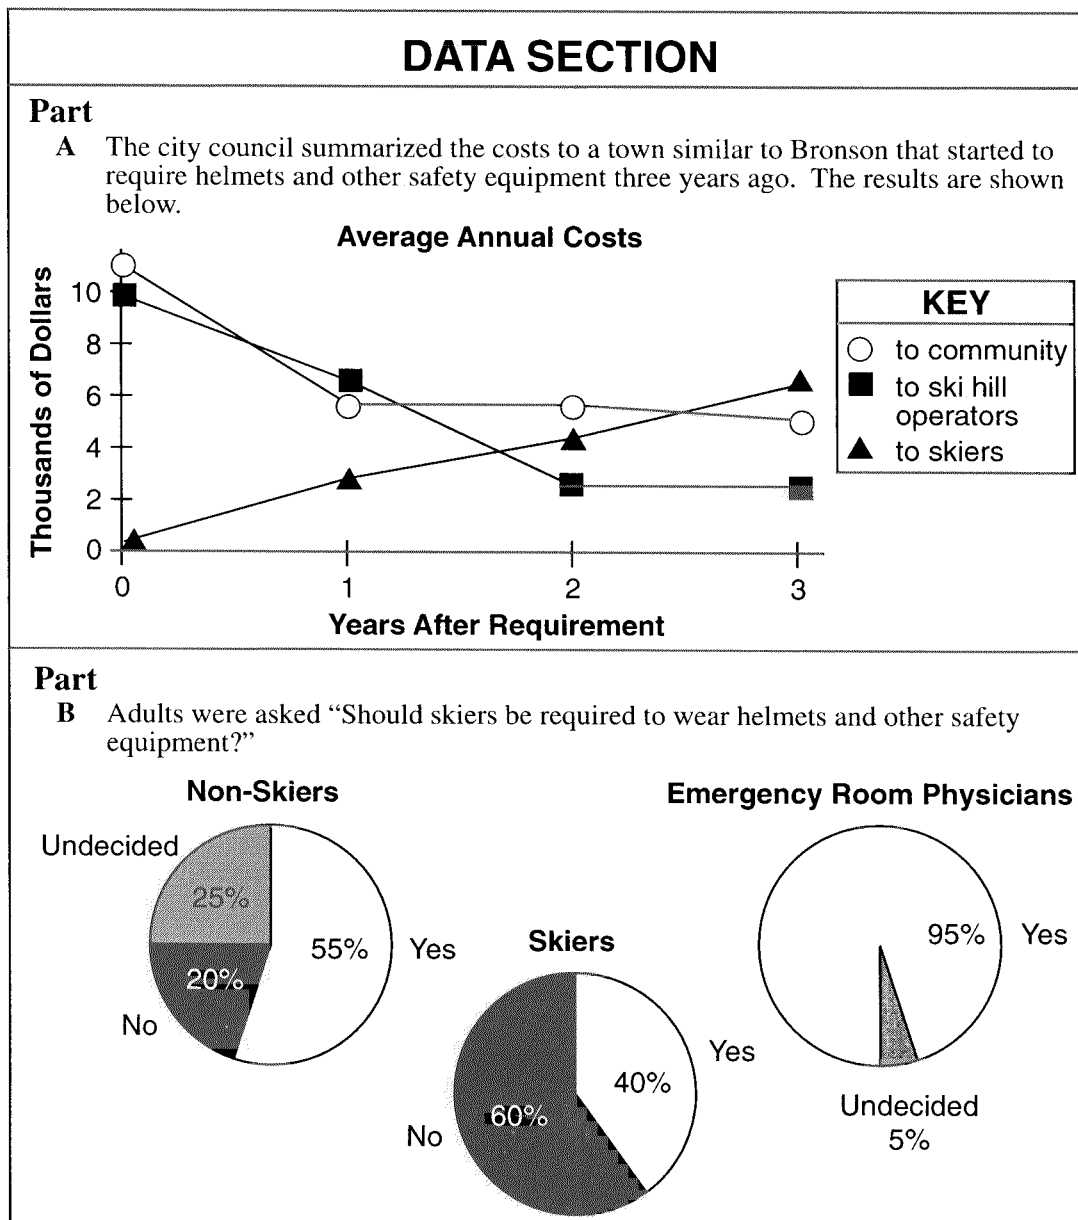 DATA SECTION
Part
A The city council summarized the costs to a town similar to Bronson that started to
require helmets and other safety equipment three years ago. The results are shown
below.
Average Annual Costs
Thousands of Dollars
10
8
6
4
2
0
0 1 2 3
Years After Requirement
KEY
to community
to ski hill
operators
to skiers
Part
B Adults were asked “Should skiers be required to wear helmets and other safety
equipment?”
Non-Skiers
Undecided
25%
55% Yes
20%
No
Skiers
Yes
40%
60%
No
Emergency Room Physicians
95% Yes
Undecided
5%